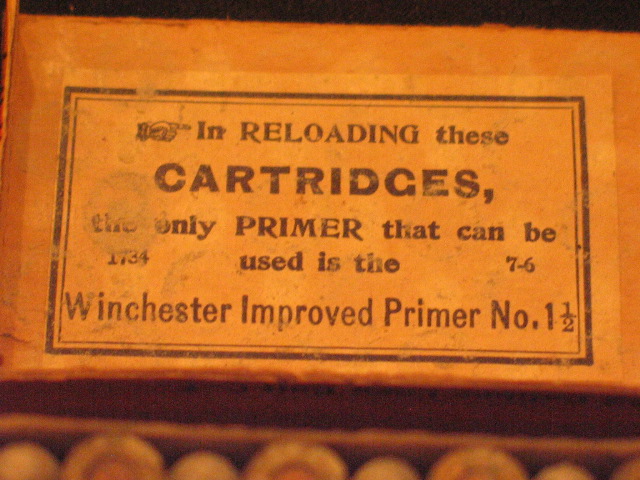 In RELOADING these
CARTRIDGES,
the only PRIMER that can be
1734 used is the 7-6
Winchester Improved Primer No. 1½